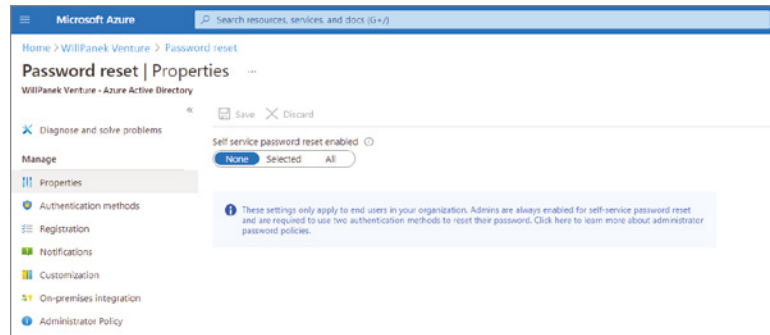 Microsoft Azure
Search resources, services, and docs (G+/)
Home > WillPanek Venture > Password reset
Password reset | Properties ...
WillPanek Venture - Azure Active Directory
«
Save Discard
Diagnose and solve problems
Self service password reset enabled
Manage
None Selected All
Properties
Authentication methods
These settings only apply to end users in your organization. Admins are always enabled for self-service password reset
and are required to use two authentication methods to reset their password. Click here to learn more about administrator
password policies.
Registration
Notifications
Customization
On-premises integration
Administrator Policy